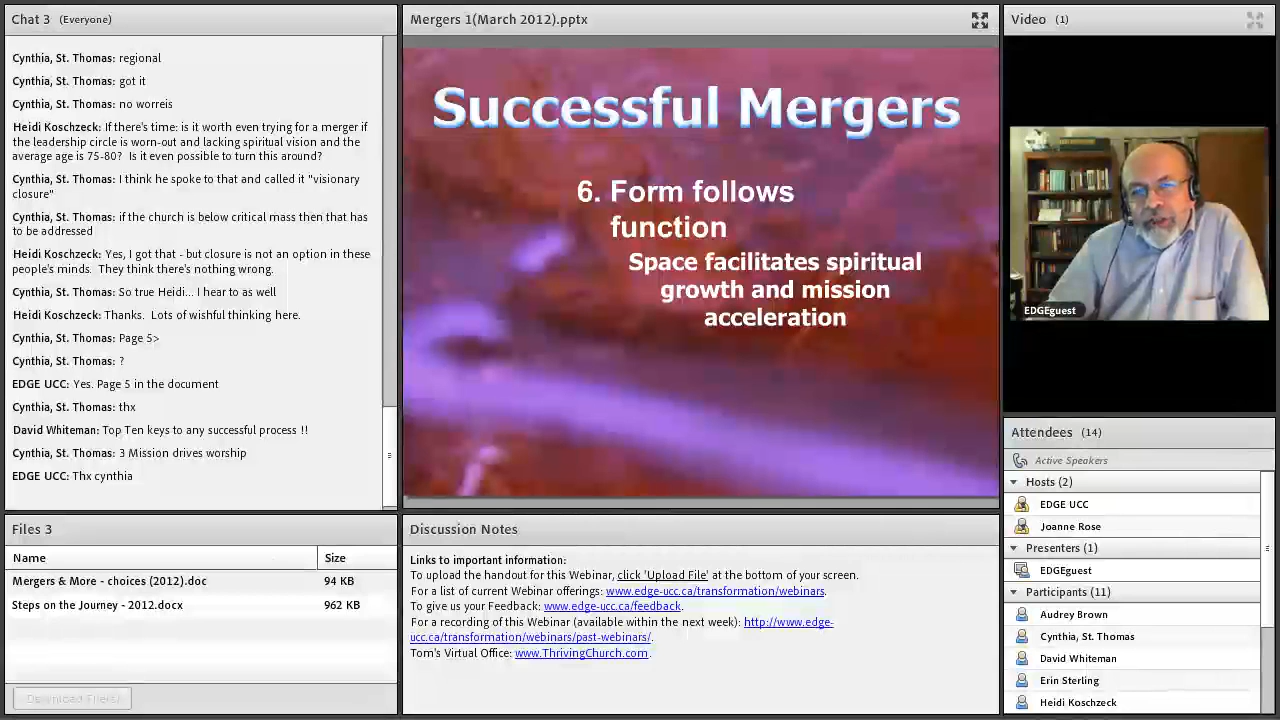 Chat 3 (Everyone)
Cynthia, St. Thomas: regional
Cynthia, St. Thomas: got it
Cynthia, St. Thomas: no worreis
Heidi Koschzeck: If there's time: is it worth even trying for a merger if
the leadership circle is worn-out and lacking spiritual vision and the
average age is 75-80? Is it even possible to turn this around?
Cynthia, St. Thomas: I think he spoke to that and called it "visionary
closure"
Cynthia, St. Thomas: if the church is below critical mass then that has
to be addressed
Heidi Koschzeck: Yes, I got that - but closure is not an option in these
people's minds. They think there's nothing wrong.
Cynthia, St. Thomas: So true Heidi... I hear to as well
Heidi Koschzeck: Thanks. Lots of wishful thinking here.
Cynthia, St. Thomas: Page 5>
Cynthia, St. Thomas: ?
EDGE UCC: Yes. Page 5 in the document
Cynthia, St. Thomas: thx
David Whiteman: Top Ten keys to any successful process !!
Cynthia, St. Thomas: 3 Mission drives worship
EDGE UCC: Thx cynthia
Files 3
Name Size
Mergers & More - choices (2012).doc 94 KB
Steps on the Journey - 2012.docx 962 KB
Download File(s)
Mergers 1(March 2012).pptx
Successful Mergers
6. Form follows
function
Space facilitates spiritual
growth and mission
acceleration
Discussion Notes
Links to important information:
To upload the handout for this Webinar, click 'Upload File' at the bottom of your screen.
For a list of current Webinar offerings: www.edge-ucc.ca/transformation/webinars.
To give us your Feedback: www.edge-ucc.ca/feedback.
For a recording of this Webinar (available within the next week): http://www.edge-
ucc.ca/transformation/webinars/past-webinars/.
Tom's Virtual Office: www.ThrivingChurch.com.
Video (1)
EDGEguest
Attendees (14)
Active Speakers
Hosts (2)
EDGE UCC
Joanne Rose
Presenters (1)
EDGEguest
Participants (11)
Audrey Brown
Cynthia, St. Thomas
David Whiteman
Erin Sterling
Heidi Koschzeck